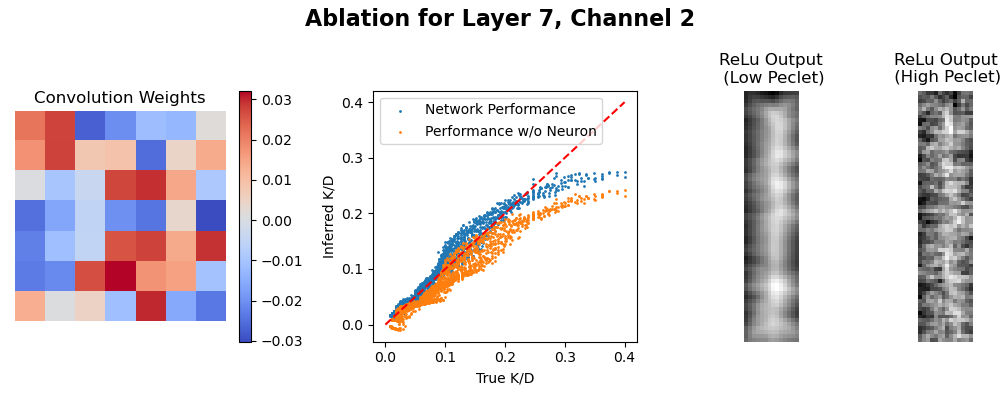 Ablation for Layer 7, Channel 2
Convolution Weights
0.03
0.02
0.01
0.00
−0.01
−0.02
−0.03
Network Performance
Performance w/o Neuron
Inferred K/D
0.4
0.3
0.2
0.1
0.0
0.0 0.1 0.2 0.3 0.4
True K/D
ReLu Output
(Low Peclet)
ReLu Output
(High Peclet)